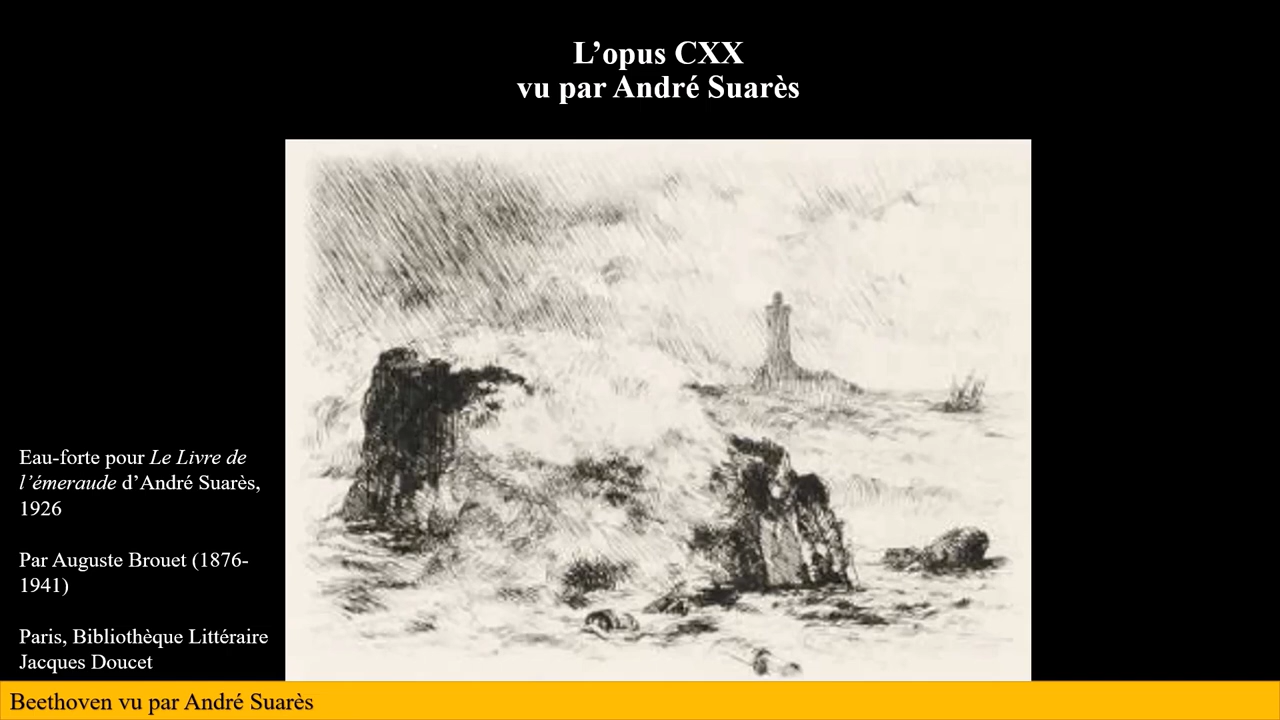 L’opus CXX
vu par André Suarès
Eau-forte pour Le Livre de
l’émeraude d’André Suarès,
1926
Par Auguste Brouet (1876-
1941)
Paris, Bibliothèque Littéraire
Jacques Doucet
Beethoven vu par André Suarès